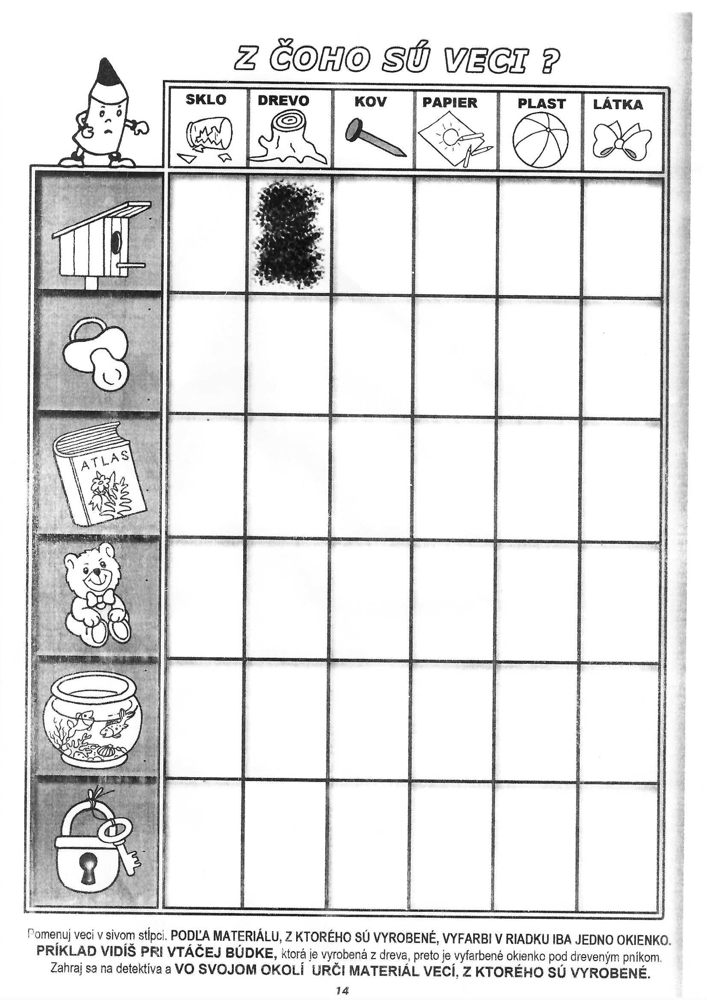 Z ČOHO SÚ VECI ?
SKLO DREVO KOV PAPIER PLAST LÁTKA
ATLAS
Pomenuj veci v sivom stĺpci. PODĽA MATERIÁLU, Z KTORÉHO SÚ VYROBENÉ, VYFARBI V RIADKU IBA JEDNO OKIENKO.
PRÍKLAD VIDÍŠ PRI VTÁČEJ BÚDKE, ktorá je vyrobená z dreva, preto je vyfarbené okienko pod dreveným pníkom.
Zahraj sa na detektíva a VO SVOJOM OKOLÍ URČI MATERIÁL VECÍ, Z KTORÉHO SÚ VYROBENÉ.
14